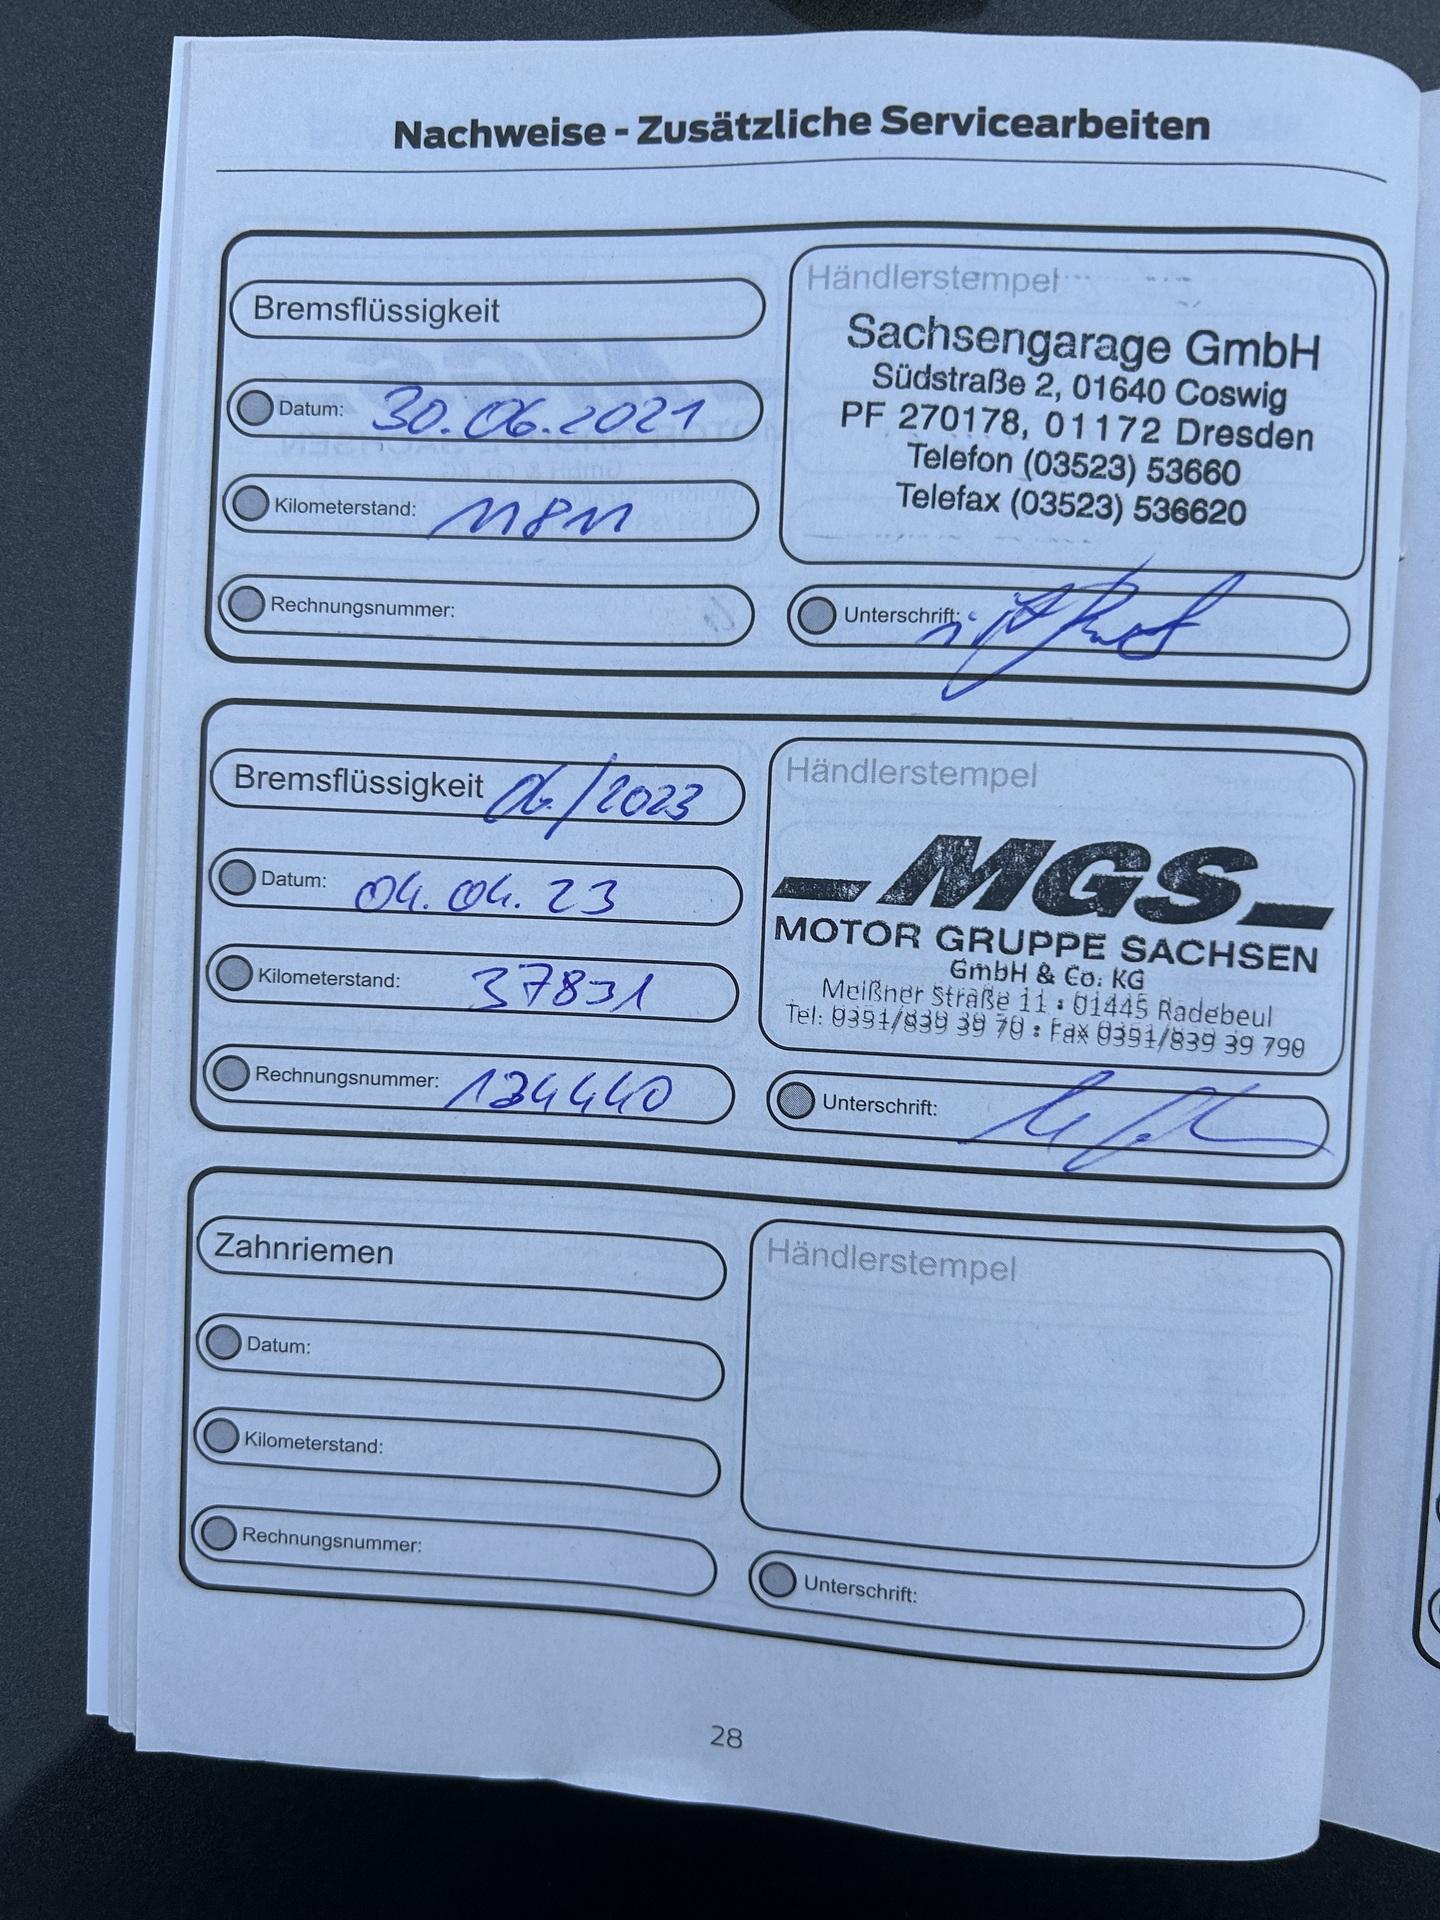 Nachweise - Zusätzliche Servicearbeiten
Bremsflüssigkeit
Datum: 30.06.2021
Kilometerstand: 11811
Rechnungsnummer:
Händlerstempel
Sachsengarage GmbH
Südstraße 2, 01640 Coswig
PF 270178, 01172 Dresden
Telefon (03523) 53660
Telefax (03523) 536620
Unterschrift:
Bremsflüssigkeit 06/2023
Datum: 04.04.23
Kilometerstand: 37831
Rechnungsnummer: 134440
Händlerstempel
MGS
MOTOR GRUPPE SACHSEN
GmbH & Co. KG
Meißner Straße 11 · 01445 Radebeul
Tel: 0351/839 39 70 · Fax 0351/839 39 790
Unterschrift:
Zahnriemen
Datum:
Kilometerstand:
Rechnungsnummer:
Händlerstempel
Unterschrift:
28